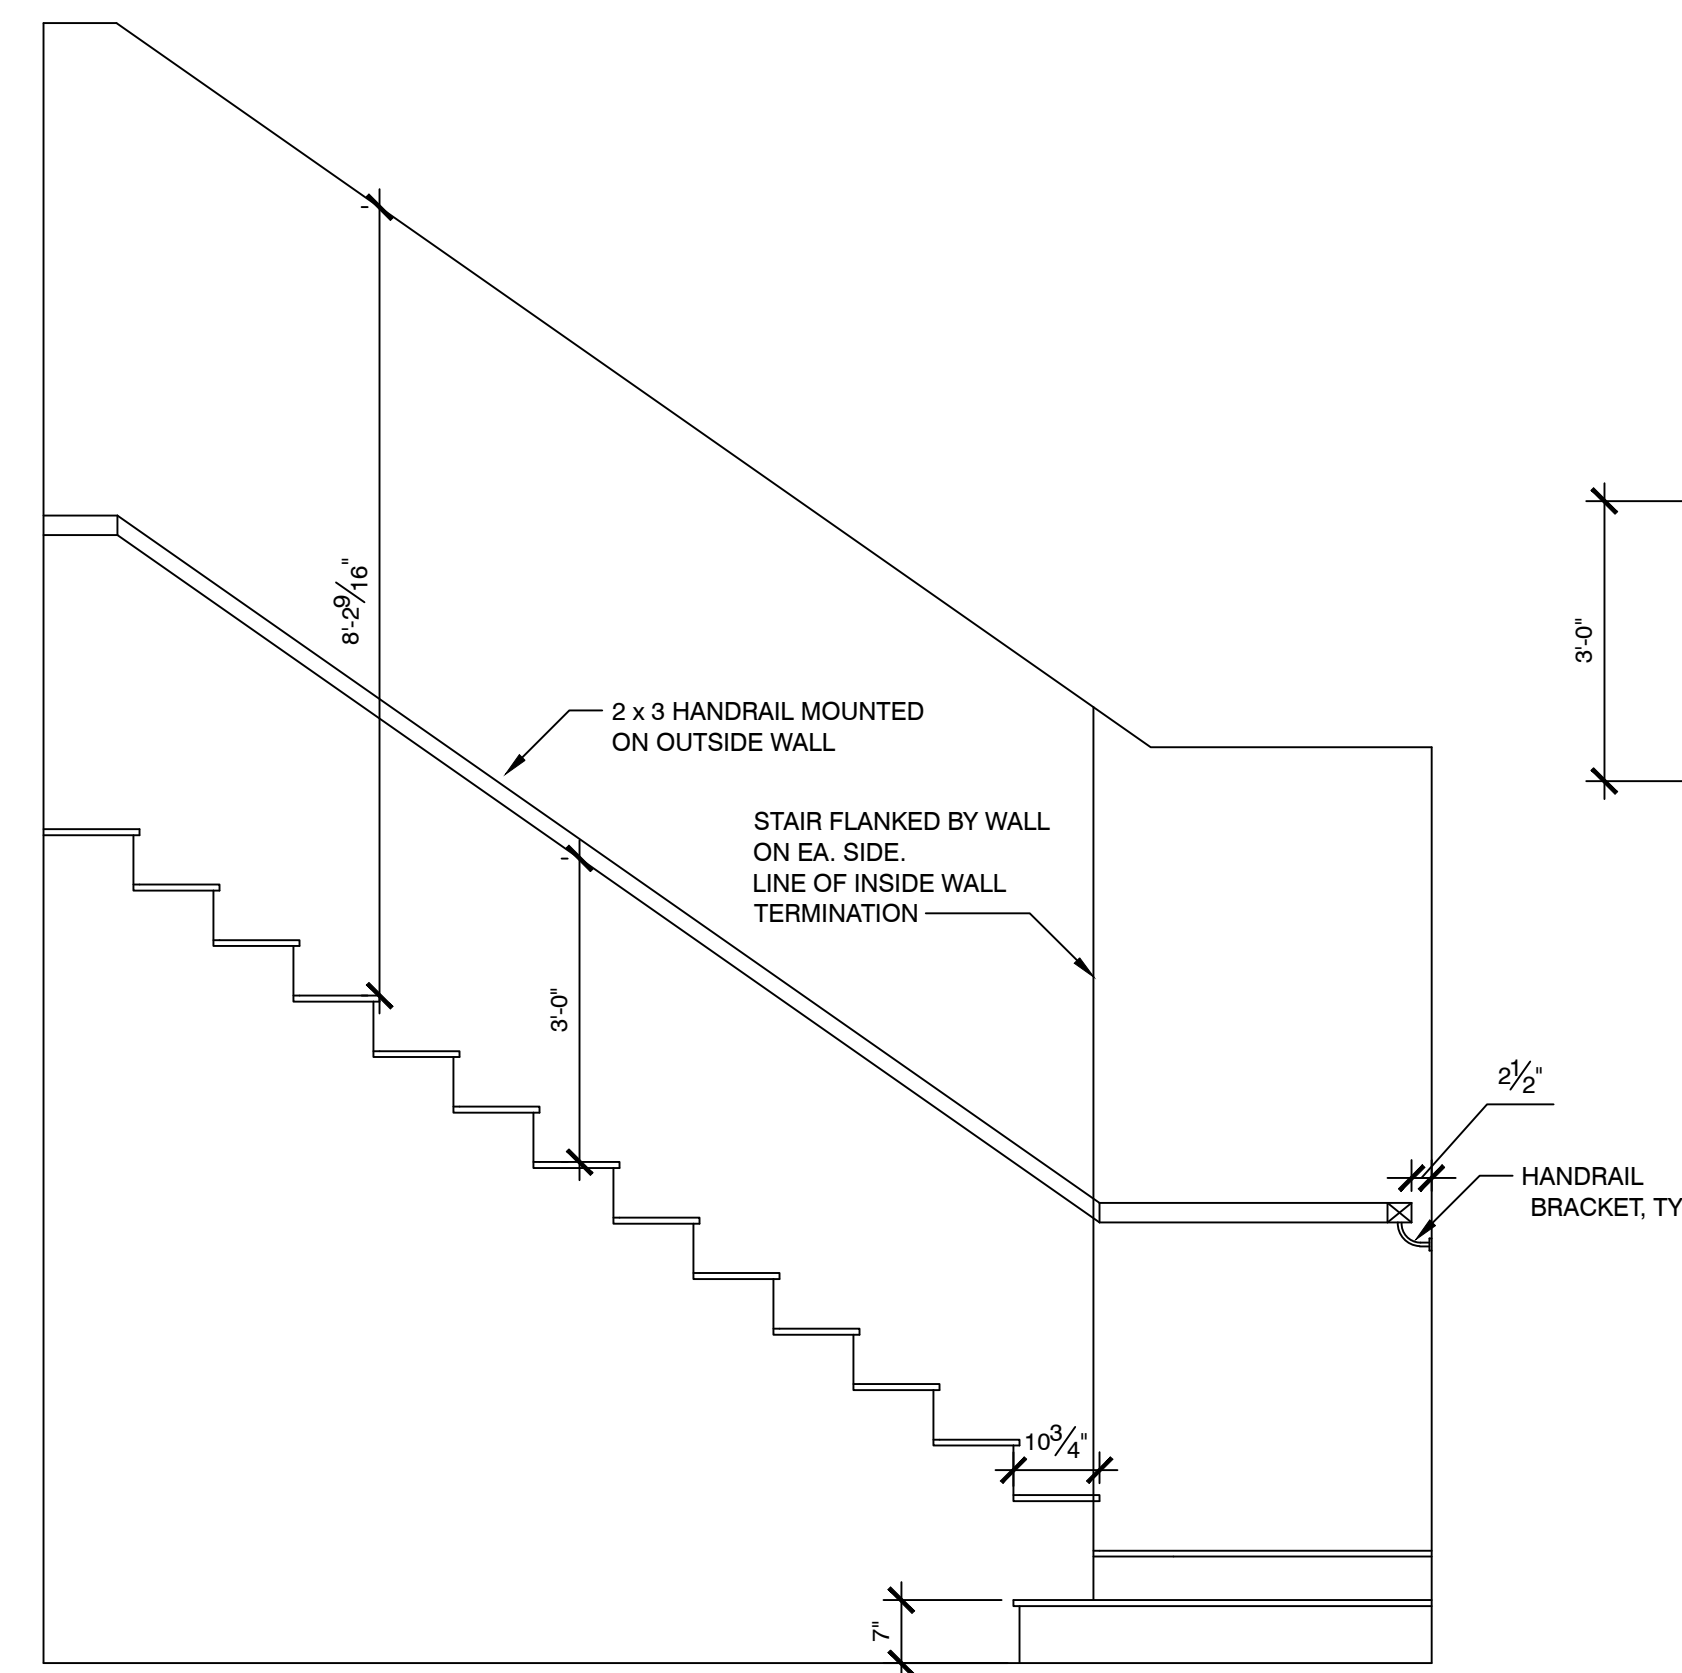 8'-2 9/16"
2 x 3 HANDRAIL MOUNTED
ON OUTSIDE WALL
3'-0"
STAIR FLANKED BY WALL
ON EA. SIDE.
LINE OF INSIDE WALL
TERMINATION
3'-0"
2 1/2"
HANDRAIL
BRACKET, TY
10 3/4"
7"